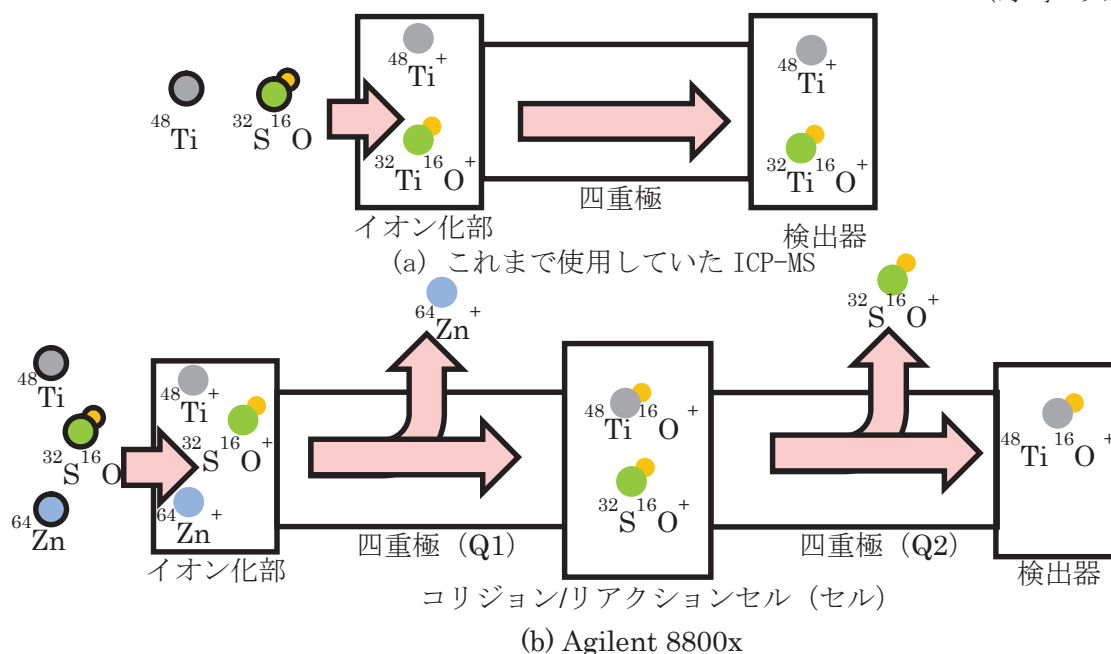 ⁴⁸Ti ³²S¹⁶O
⁴⁸Ti⁺
³²Ti¹⁶O⁺
イオン化部
四重極
⁴⁸Ti⁺
³²Ti¹⁶O⁺
検出器
(a) これまで使用していた ICP-MS
⁴⁸Ti
³²S¹⁶O
⁶⁴Zn
⁴⁸Ti⁺
³²S¹⁶O⁺
⁶⁴Zn⁺
イオン化部
⁶⁴Zn⁺
四重極 (Q1)
⁴⁸Ti¹⁶O⁺
³²S¹⁶O⁺
コリジョン/リアクションセル (セル)
³²S¹⁶O⁺
四重極 (Q2)
⁴⁸Ti¹⁶O⁺
検出器
(b) Agilent 8800x